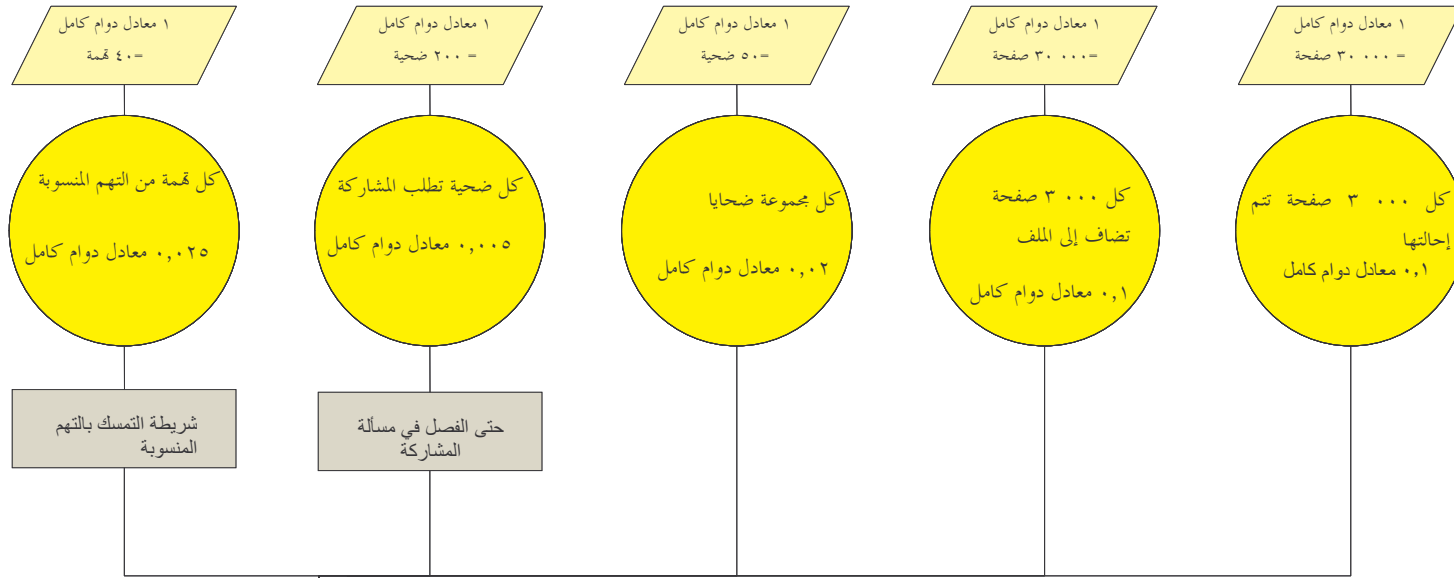 ١ معادل دوام كامل
= ٣٠ ٠٠٠ صفحة
١ معادل دوام كامل
=٣٠ ٠٠٠ صفحة
١ معادل دوام كامل
=٥٠ ضحية
١ معادل دوام كامل
= ٢٠٠ ضحية
١ معادل دوام كامل
=٤٠ تهمة
كل ٣ ٠٠٠ صفحة تتم
إحالتها
٠,١ معادل دوام كامل
كل ٣ ٠٠٠ صفحة
تضاف إلى الملف
٠,١ معادل دوام كامل
كل مجموعة ضحايا
٠,٠٢ معادل دوام كامل
كل ضحية تطلب المشاركة
٠,٠٠٥ معادل دوام كامل
كل تهمة من التهم المنسوبة
٠,٠٢٥ معادل دوام كامل
حتى الفصل في مسألة
المشاركة
شريطة التمسك بالتهم
المنسوبة